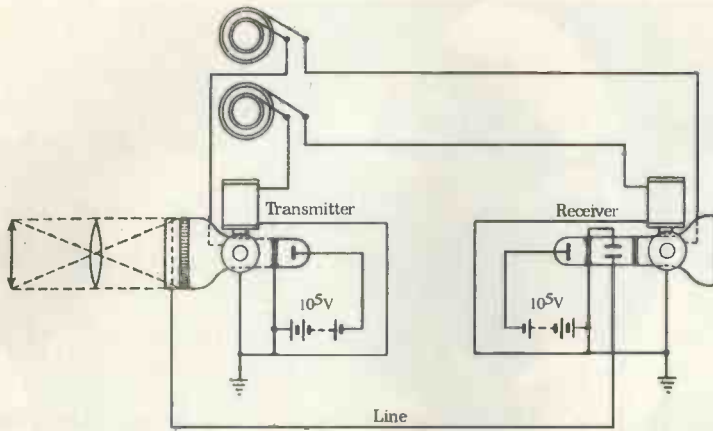 Transmitter
Receiver
10⁵V
10⁵V
Line